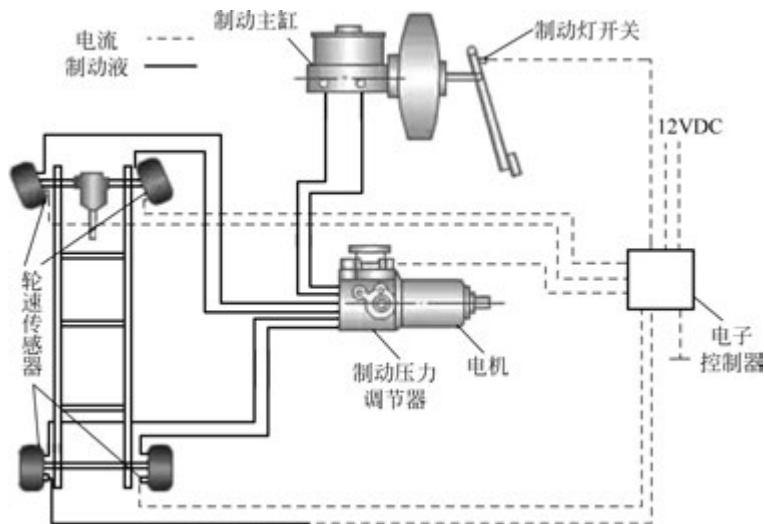 制动主缸
制动灯开关
电流
制动液
12VDC
轮速传感器
电子
控制器
制动压力
调节器
电机